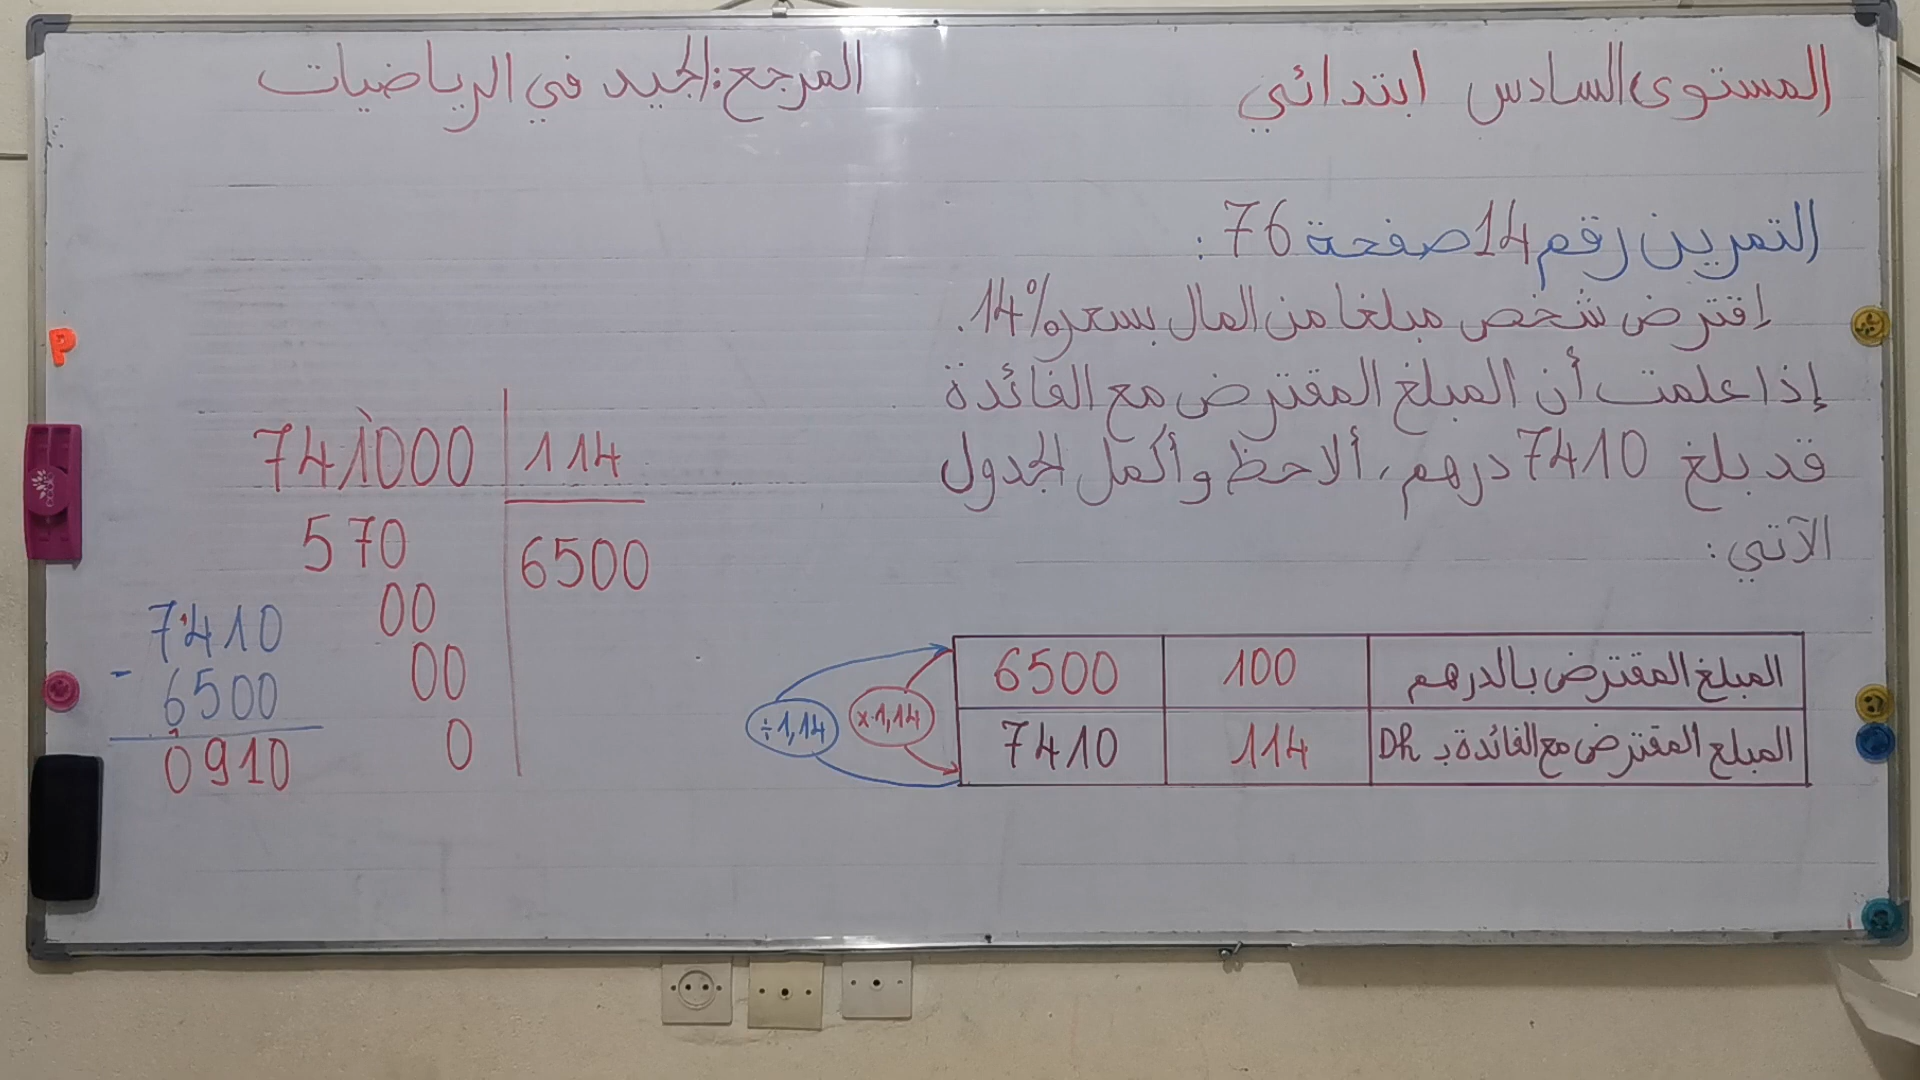 المستوى السادس ابتدائي
المرجع: الجيد في الرياضيات
التمرين رقم 14 صفحة 76 :
إقترض شخص مبلغا من المال بسعر 14%.
إذا علمت أن المبلغ المقترض مع الفائدة
قد بلغ 7410 درهم، ألاحظ وأكمل الجدول
الآتي :
المبلغ المقترض بالدرهم 100 6500
المبلغ المقترض مع الفائدة بـ Dh 114 7410
×1,14
÷1,14
741000 114
570 6500
00
00
0
7410
- 6500
0910
P